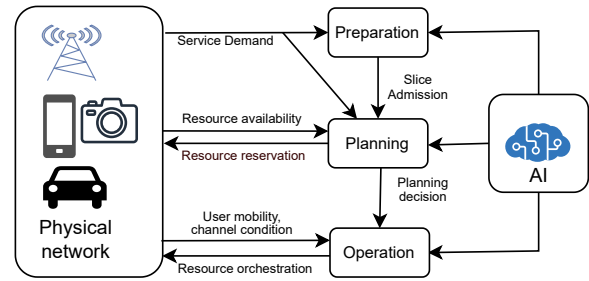 Service Demand
Preparation
Slice
Admission
Resource availability
Planning
Resource reservation
AI
Planning
decision
User mobility,
channel condition
Physical
network
Operation
Resource orchestration